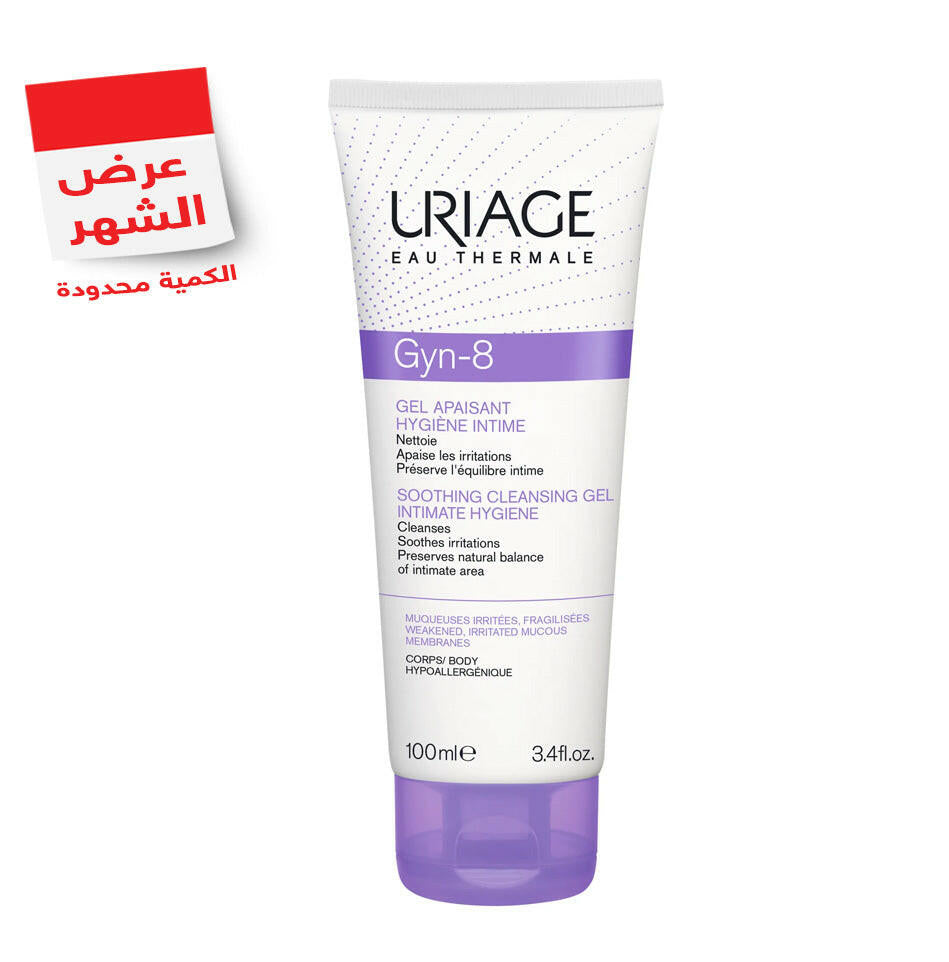 عرض
الشهر
الكمية محدودة
URIAGE
EAU THERMALE
Gyn-8
GEL APAISANT
HYGIÈNE INTIME
Nettoie
Apaise les irritations
Préserve l'équilibre intime
SOOTHING CLEANSING GEL
INTIMATE HYGIENE
Cleanses
Soothes irritations
Preserves natural balance
of intimate area
MUQUEUSES IRRITÉES, FRAGILISÉES
WEAKENED, IRRITATED MUCOUS
MEMBRANES
CORPS/ BODY
HYPOALLERGÉNIQUE
100ml℮ 3.4fl.oz.